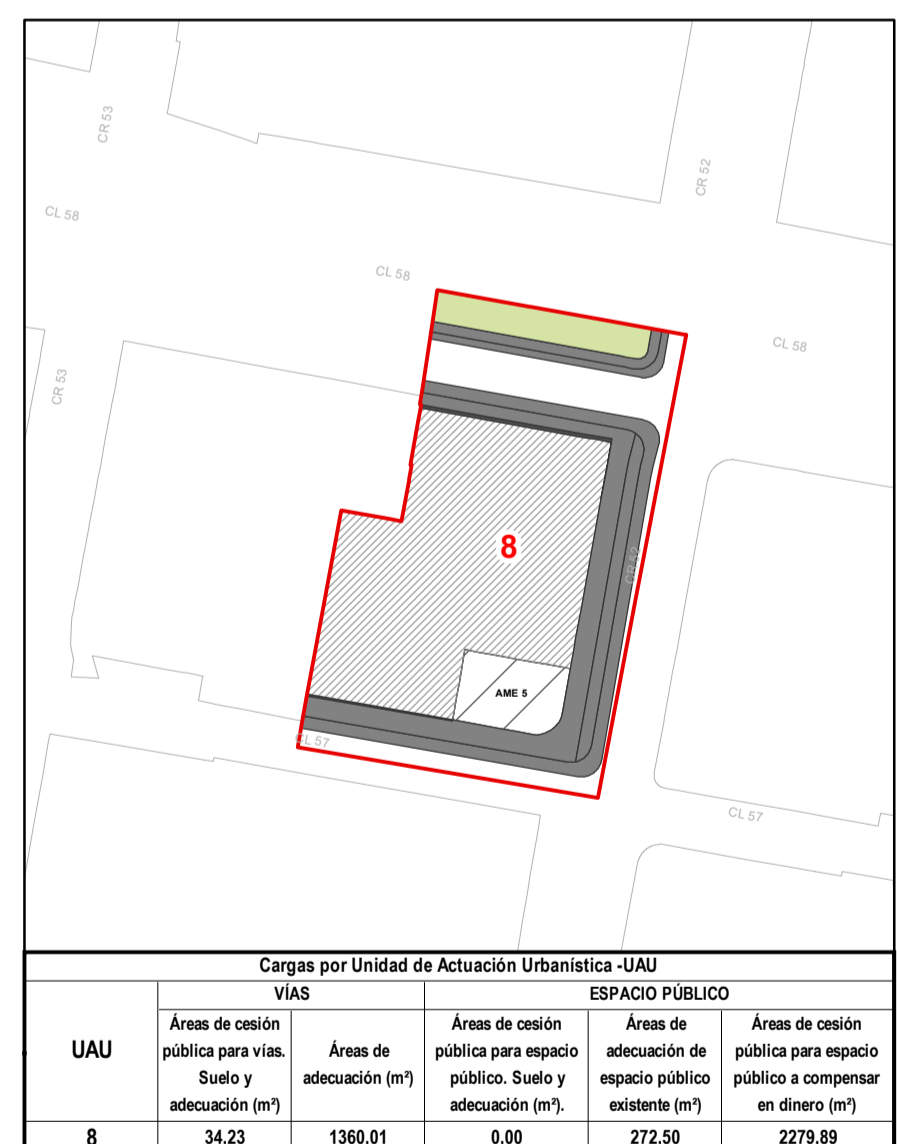 CR 53
CR 52
CL 58
CL 58
CL 58
CR 53
8
CR 52
AME 5
CL 57
CL 57
Cargas por Unidad de Actuación Urbanística -UAU
UAU
VÍAS
ESPACIO PÚBLICO
Áreas de cesión
pública para vías.
Suelo y
adecuación (m²)
Áreas de
adecuación (m²)
Áreas de cesión
pública para espacio
público. Suelo y
adecuación (m²).
Áreas de
adecuación de
espacio público
existente (m²)
Áreas de cesión
pública para espacio
público a compensar
en dinero (m²)
8 34.23 1360.01 0.00 272.50 2279.89